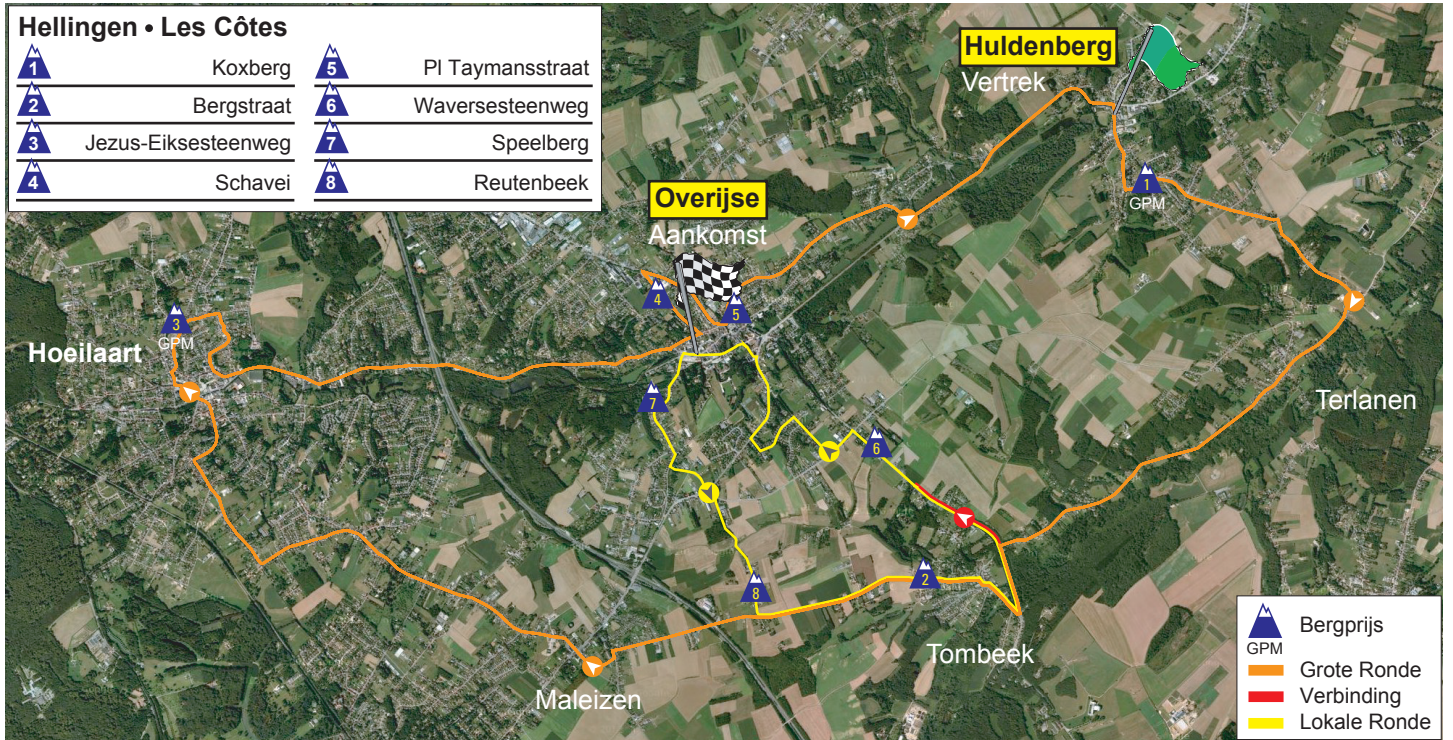 Hellingen • Les Côtes
1 Koxberg
5 Pl Taymansstraat
2 Bergstraat
6 Waversesteenweg
3 Jezus-Eiksesteenweg
7 Speelberg
4 Schavei
8 Reutenbeek
Huldenberg
Vertrek
1
GPM
Overijse
Aankomst
4
5
3
GPM
Hoeilaart
7
Terlanen
6
2
8
Tombeek
Maleizen
Bergprijs
GPM
Grote Ronde
Verbinding
Lokale Ronde